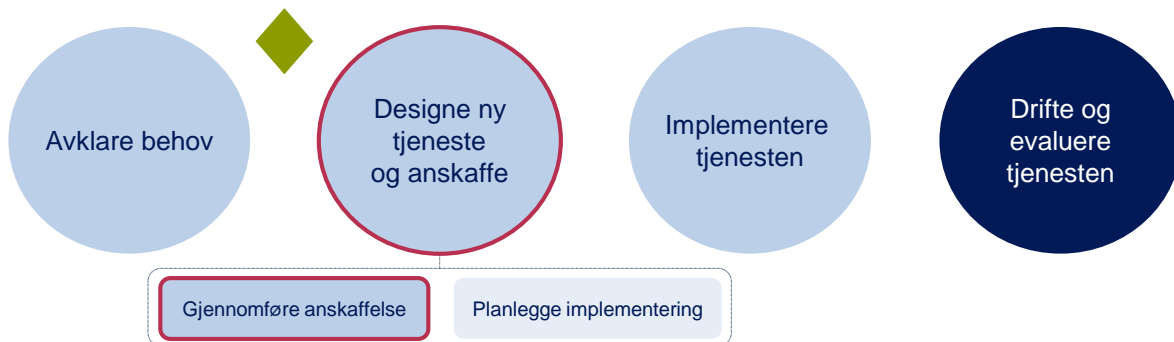 Avklare behov
Designe ny
tjeneste
og anskaffe
Implementere
tjenesten
Drifte og
evaluere
tjenesten
Gjennomføre anskaffelse
Planlegge implementering